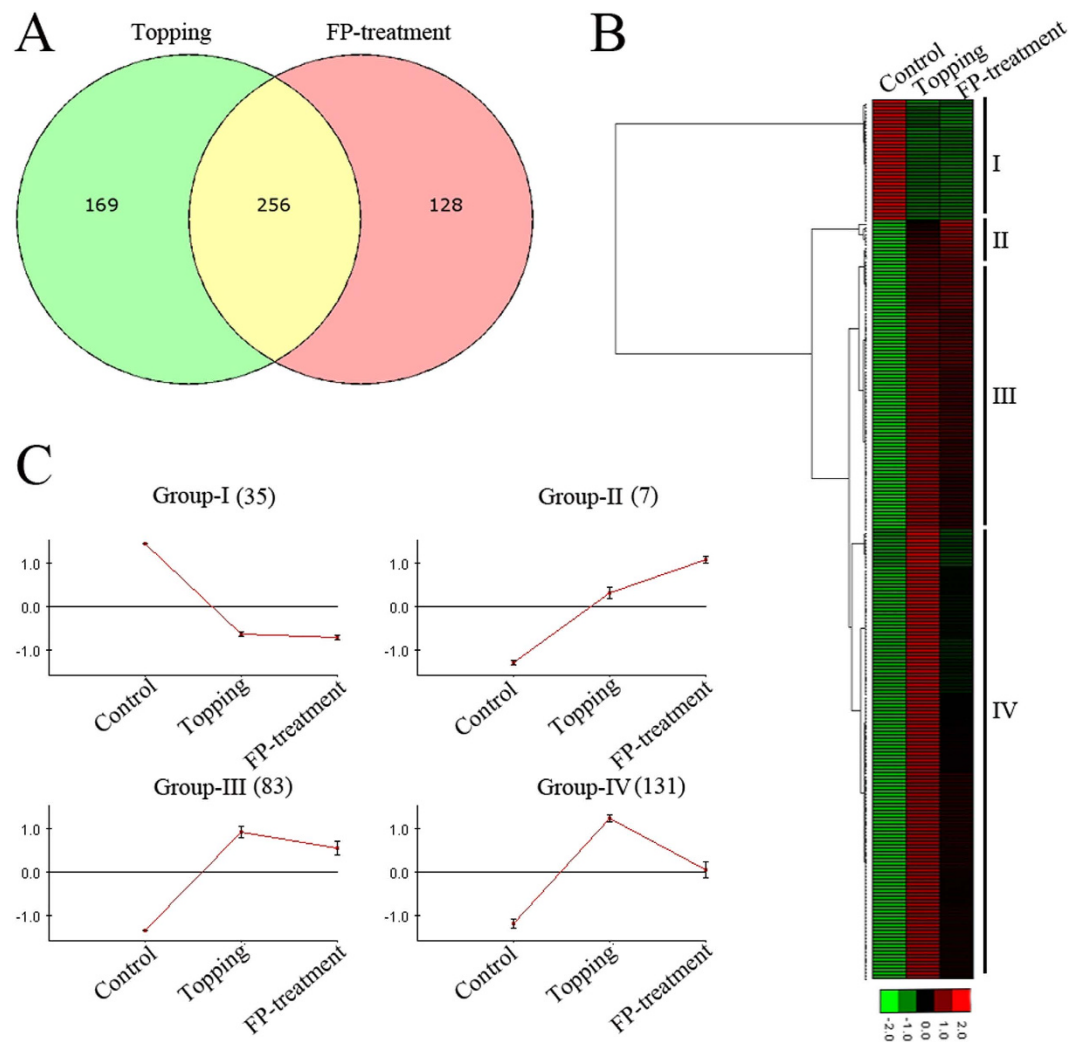 A
Topping
FP-treatment
169
256
128
B
Control
Topping
FP-treatment
I
II
III
IV
-2.0
-1.0
0.0
1.0
2.0
C
Group-I (35)
1.0
0.0
-1.0
Control
Topping
FP-treatment
Group-II (7)
1.0
0.0
-1.0
Control
Topping
FP-treatment
Group-III (83)
1.0
0.0
-1.0
Control
Topping
FP-treatment
Group-IV (131)
1.0
0.0
-1.0
Control
Topping
FP-treatment